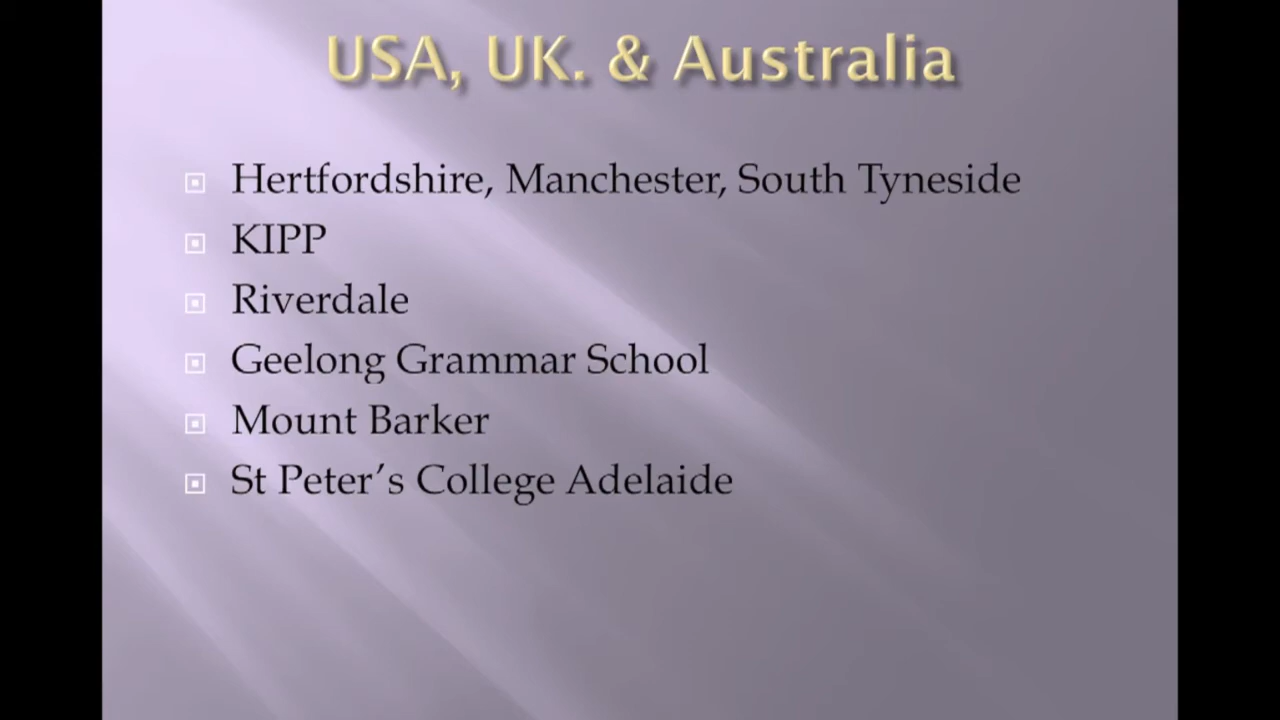 USA, UK. & Australia
Hertfordshire, Manchester, South Tyneside
KIPP
Riverdale
Geelong Grammar School
Mount Barker
St Peter’s College Adelaide